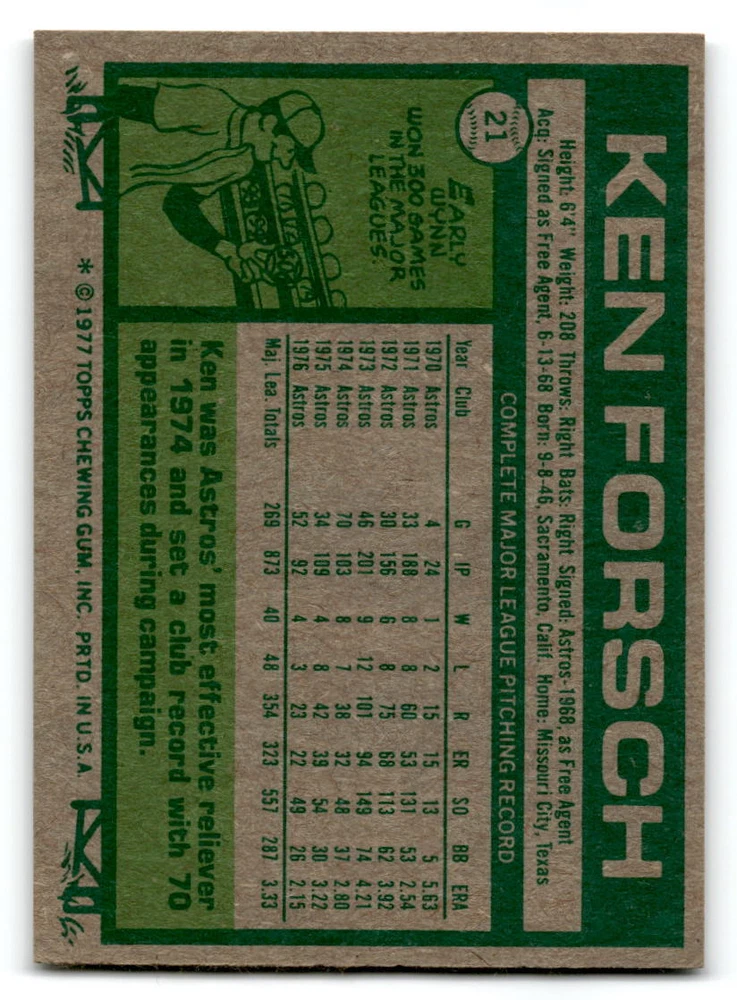 21
KEN FORSCH
Height: 6'4" Weight: 208 Throws: Right Bats: Right Signed: Astros-1968, as Free Agent
Acq: Signed as Free Agent, 6-13-68 Born: 9-8-46, Sacramento, Calif. Home: Missouri City, Texas
COMPLETE MAJOR LEAGUE PITCHING RECORD
EARLY
WYNN
WON 300 GAMES
IN THE MAJOR
LEAGUES.
Year Club G IP W L R ER SO BB ERA
1970 Astros 4 24 1 2 15 15 13 5 5.63
1971 Astros 33 188 8 8 60 53 131 53 2.54
1972 Astros 30 156 6 8 75 68 113 62 3.92
1973 Astros 46 201 9 12 101 94 149 74 4.21
1974 Astros 70 103 8 7 38 32 48 37 2.80
1975 Astros 34 109 4 8 42 39 54 30 3.22
1976 Astros 52 92 4 3 23 22 49 26 2.15
Maj. Lea. Totals 269 873 40 48 354 323 557 287 3.33
Ken was Astros' most effective reliever
in 1974 and set a club record with 70
appearances during campaign.
* © 1977 TOPPS CHEWING GUM, INC. PRTD. IN U.S.A.